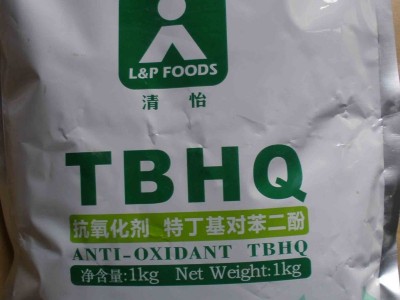 L&P FOODS
清 怡
TBHQ
抗氧化剂 特丁基对苯二酚
ANTI-OXIDANT TBHQ
净含量:1kg Net Weight:1kg